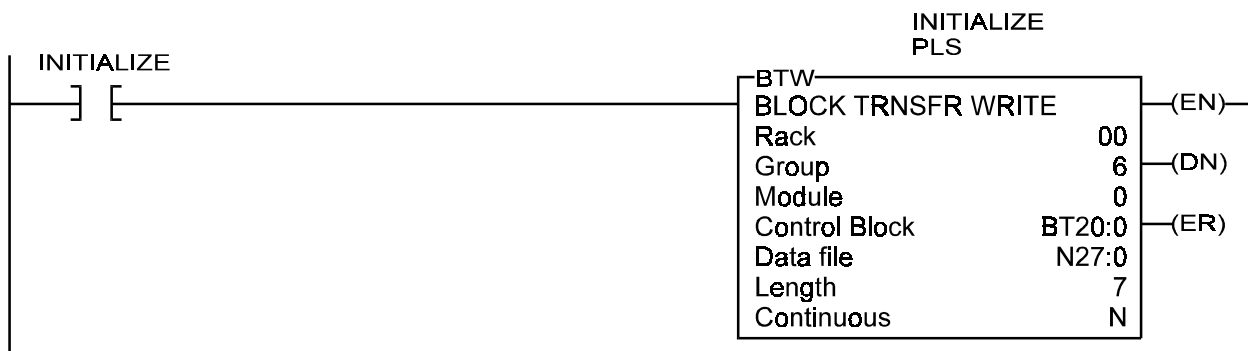 INITIALIZE
PLS
INITIALIZE
BTW
BLOCK TRNSFR WRITE (EN)
Rack 00
Group 6 (DN)
Module 0
Control Block BT20:0 (ER)
Data file N27:0
Length 7
Continuous N